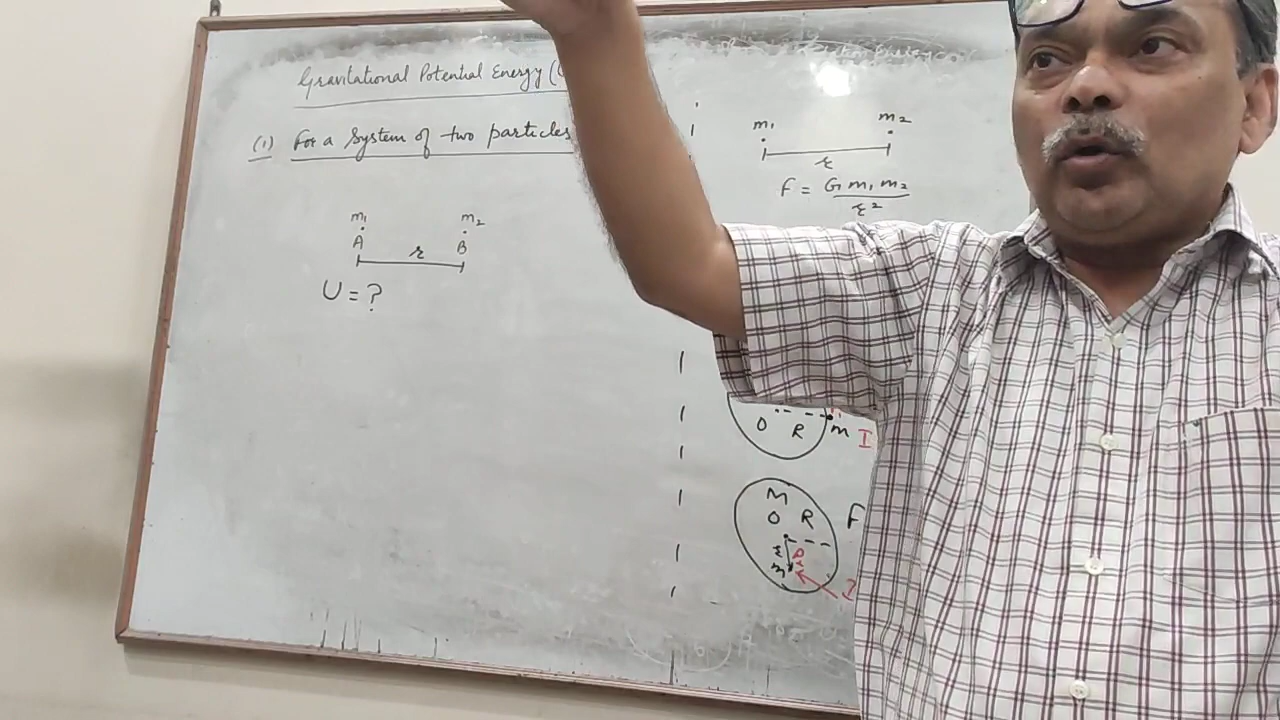 Gravitational Potential Energy (
(1) For a system of two particles
m1 m2
A B
r
U = ?
m1 m2
r
F = G m1 m2
r2
O R m I
M
O R F
r
m